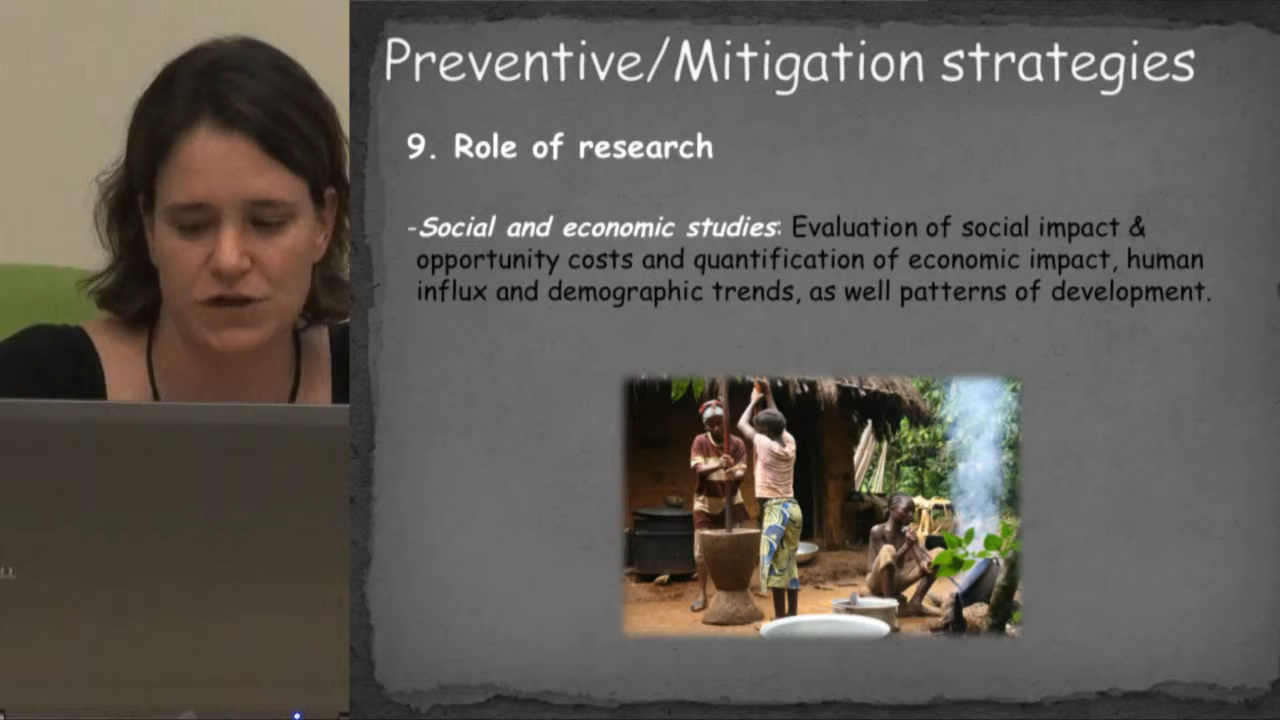 Preventive/Mitigation strategies
9. Role of research
-Social and economic studies: Evaluation of social impact &
opportunity costs and quantification of economic impact, human
influx and demographic trends, as well patterns of development.